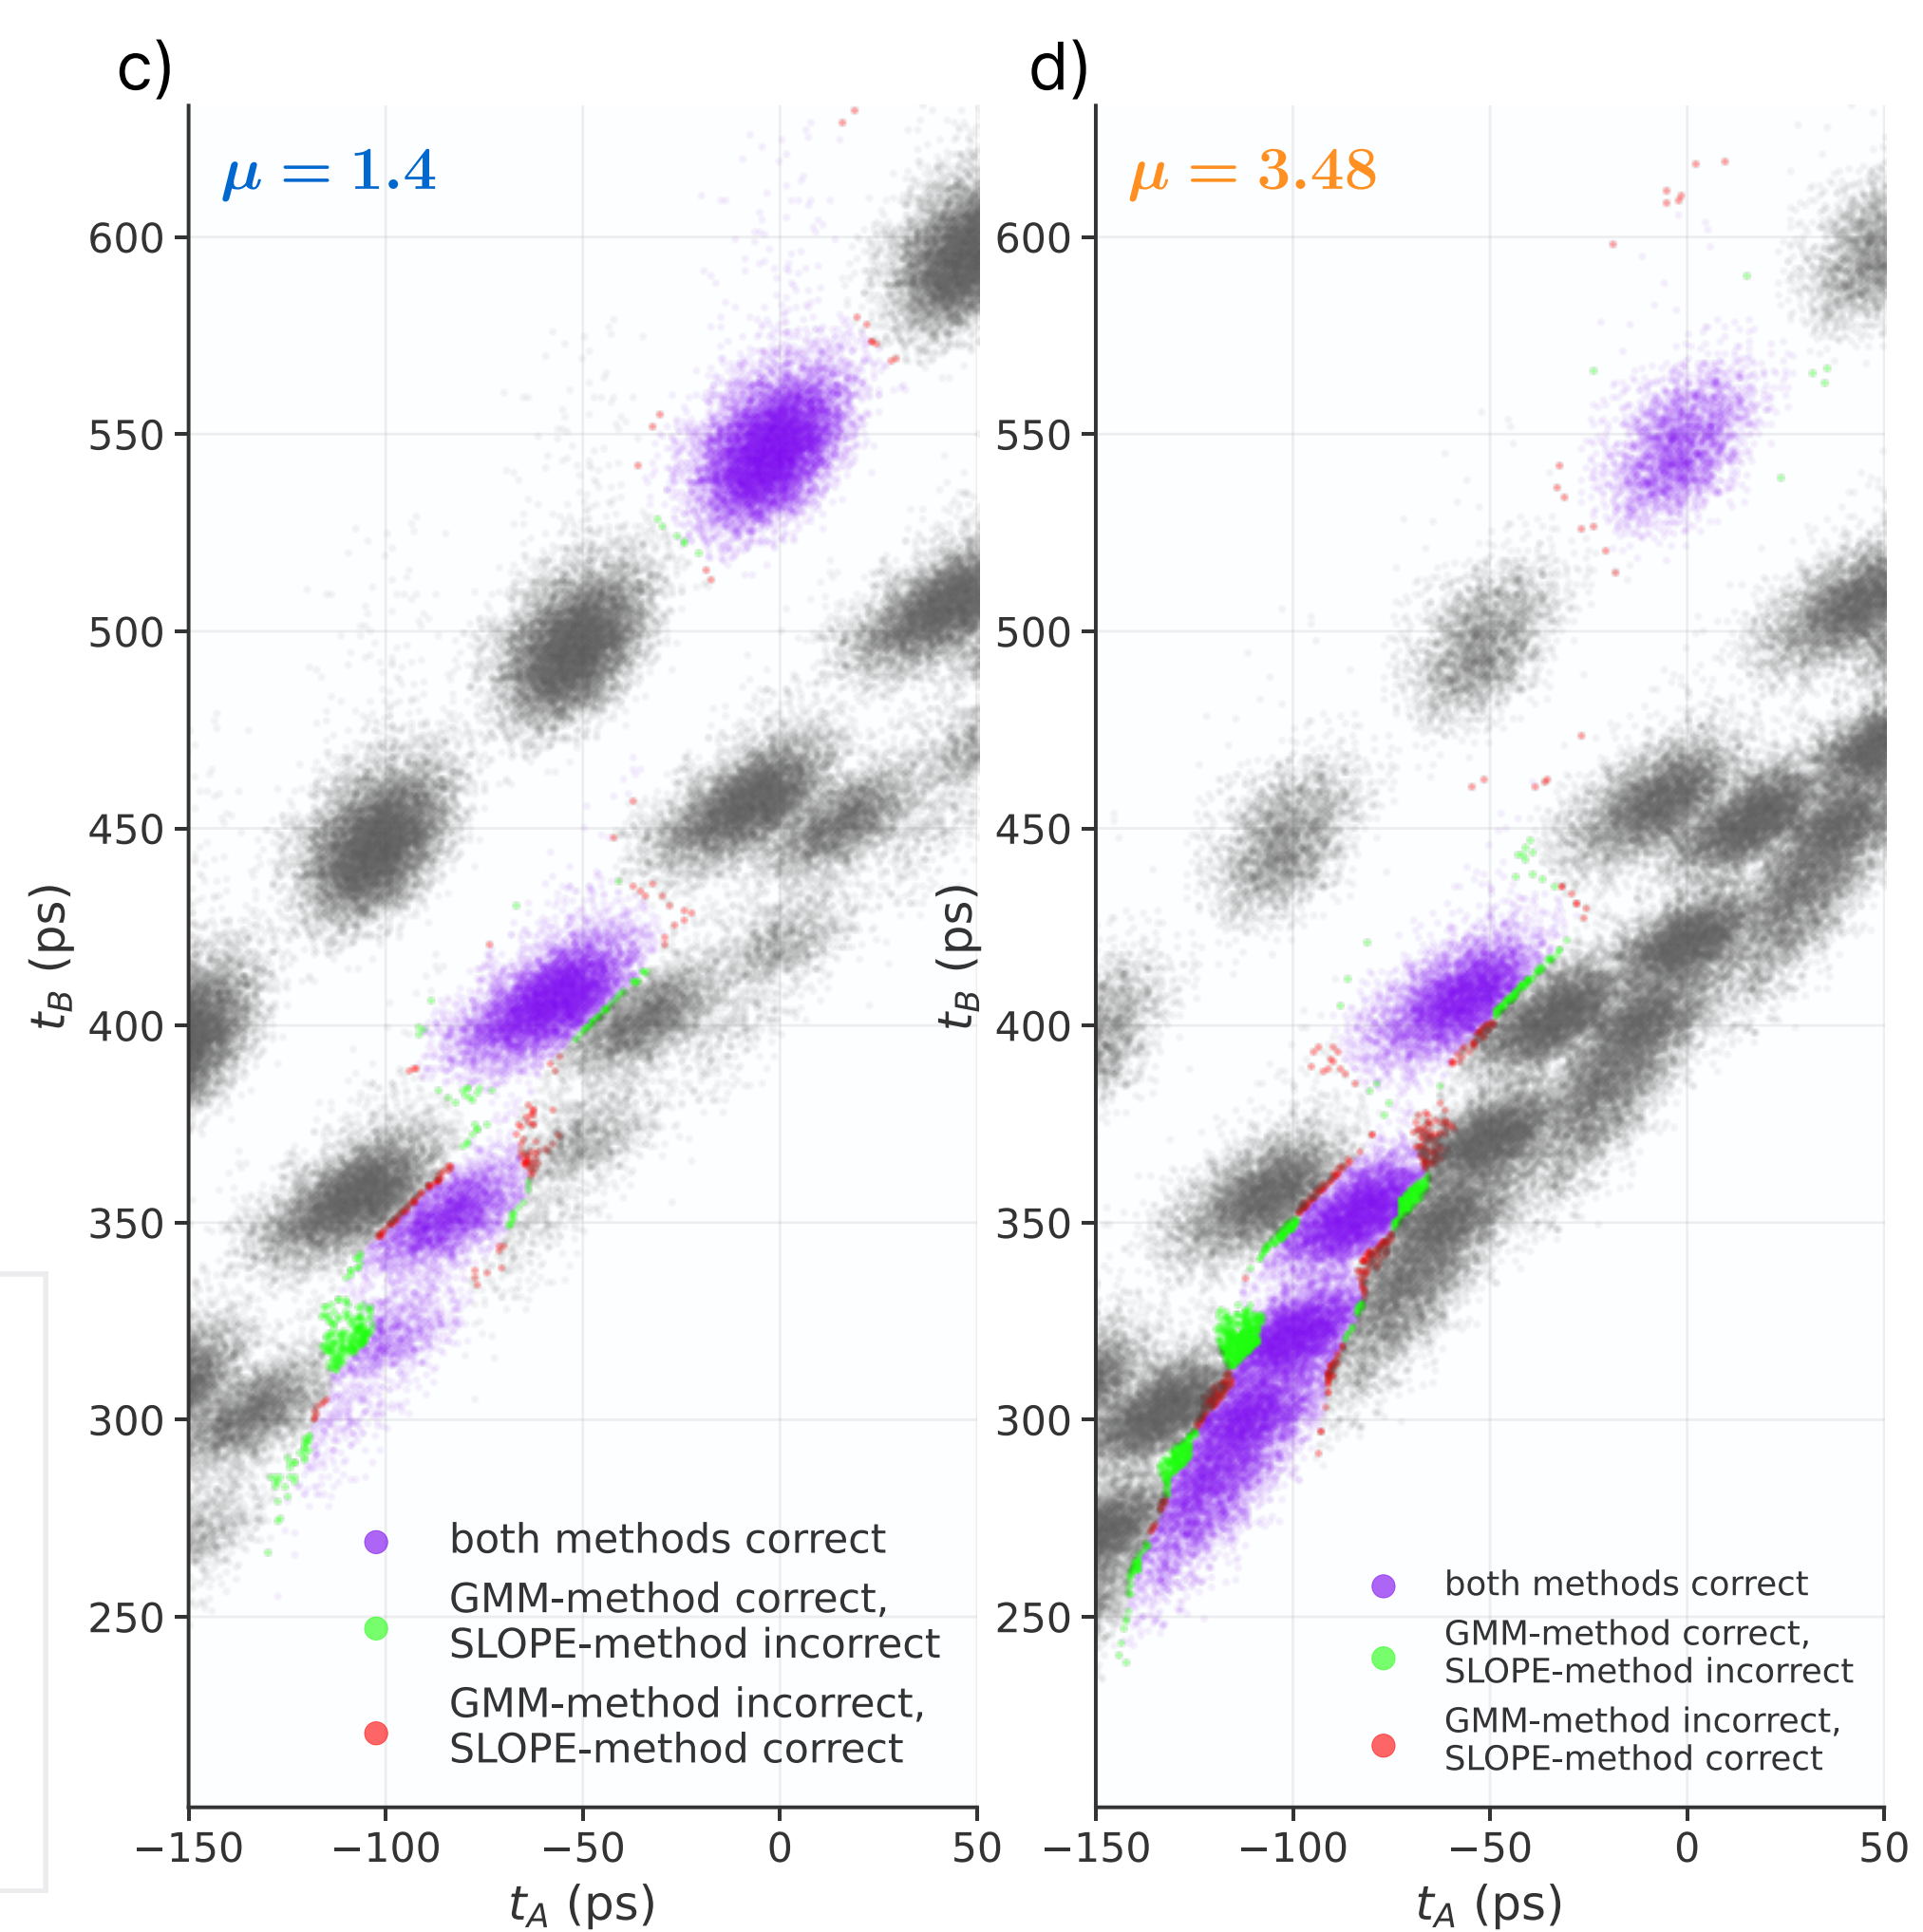 c)
μ = 1.4
600
550
500
450
400
350
300
250
t_B (ps)
both methods correct
GMM-method correct,
SLOPE-method incorrect
GMM-method incorrect,
SLOPE-method correct
−150
−100
−50
0
50
t_A (ps)
d)
μ = 3.48
600
550
500
450
400
350
300
250
t_B (ps)
both methods correct
GMM-method correct,
SLOPE-method incorrect
GMM-method incorrect,
SLOPE-method correct
−150
−100
−50
0
50
t_A (ps)